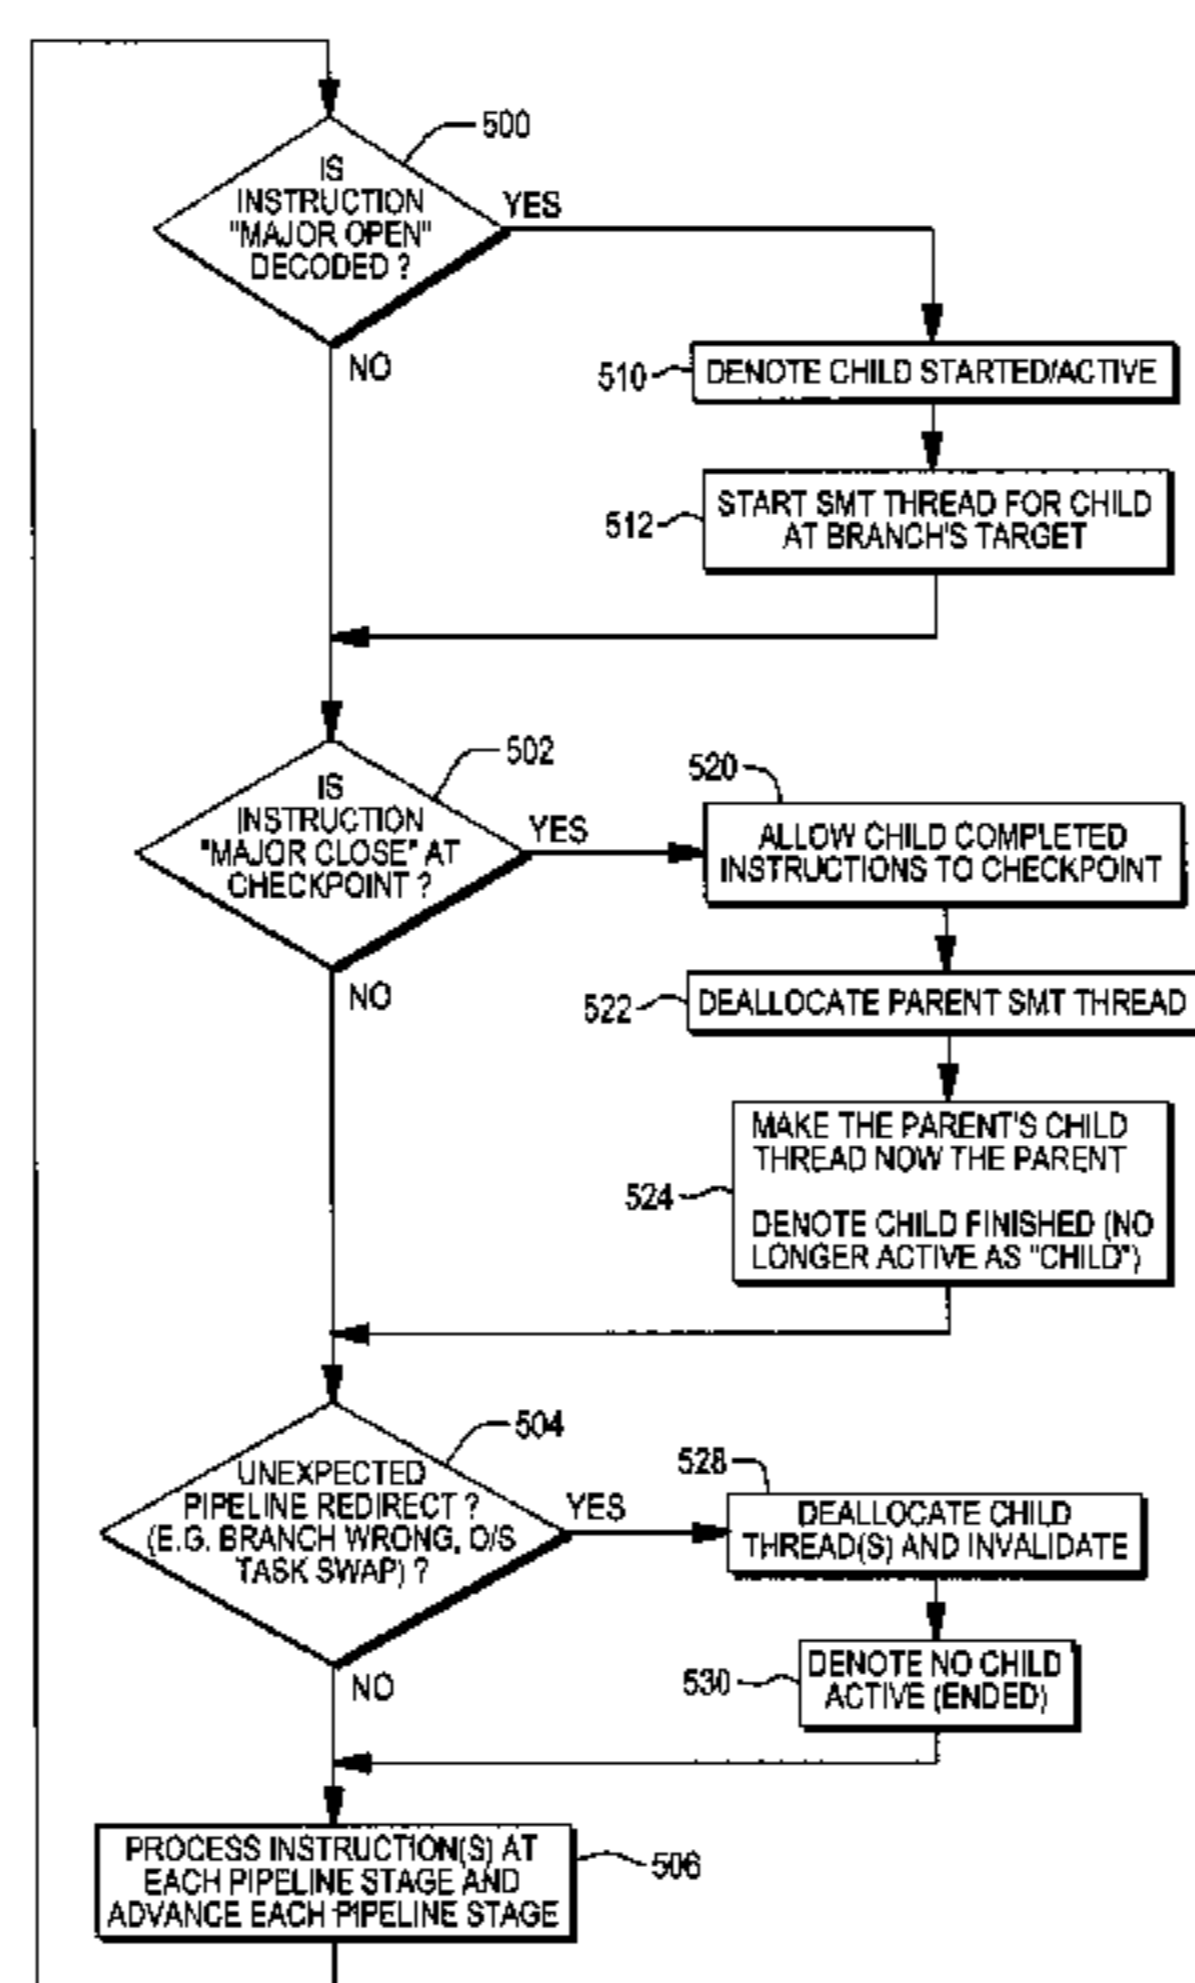 500
IS
INSTRUCTION
"MAJOR OPEN"
DECODED ?
YES
NO
510
DENOTE CHILD STARTED/ACTIVE
512
START SMT THREAD FOR CHILD
AT BRANCH'S TARGET
502
IS
INSTRUCTION
"MAJOR CLOSE" AT
CHECKPOINT ?
YES
NO
520
ALLOW CHILD COMPLETED
INSTRUCTIONS TO CHECKPOINT
522
DEALLOCATE PARENT SMT THREAD
524
MAKE THE PARENT'S CHILD
THREAD NOW THE PARENT
DENOTE CHILD FINISHED (NO
LONGER ACTIVE AS "CHILD")
504
UNEXPECTED
PIPELINE REDIRECT ?
(E.G. BRANCH WRONG, O/S
TASK SWAP) ?
YES
NO
528
DEALLOCATE CHILD
THREAD(S) AND INVALIDATE
530
DENOTE NO CHILD
ACTIVE (ENDED)
PROCESS INSTRUCTION(S) AT
EACH PIPELINE STAGE AND
ADVANCE EACH PIPELINE STAGE
506